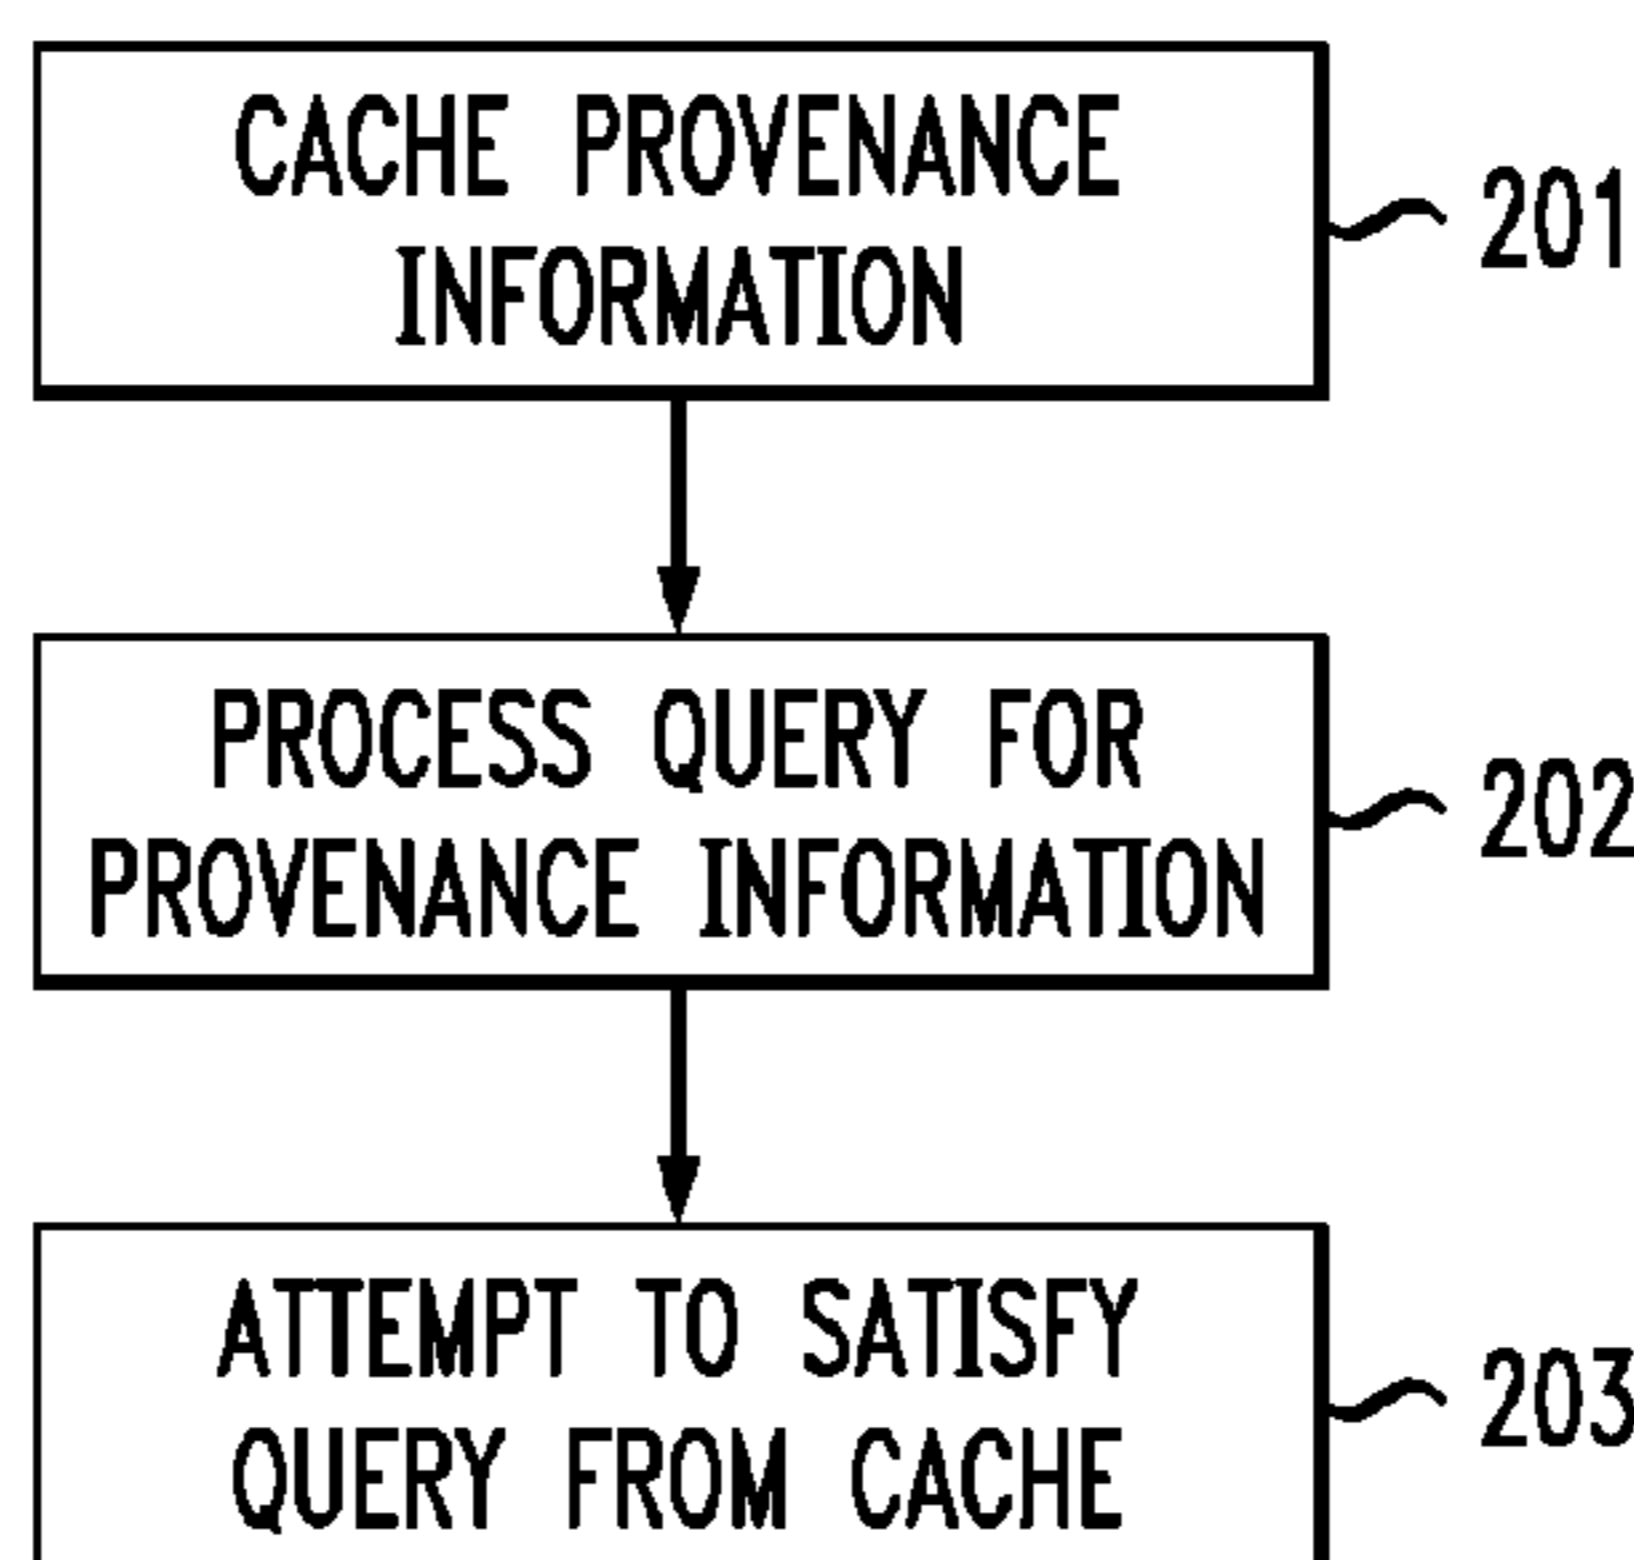 CACHE PROVENANCE
INFORMATION
201
PROCESS QUERY FOR
PROVENANCE INFORMATION
202
ATTEMPT TO SATISFY
QUERY FROM CACHE
203